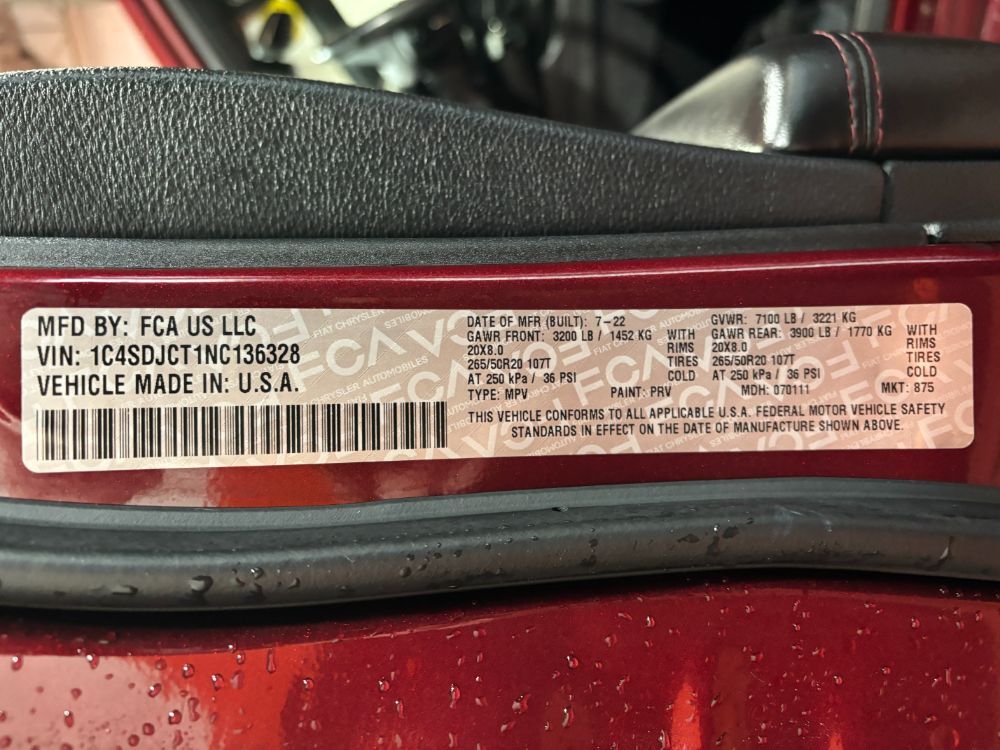 MFD BY: FCA US LLC
VIN: 1C4SDJCT1NC136328
VEHICLE MADE IN: U.S.A.
DATE OF MFR (BUILT): 7-22
GAWR FRONT: 3200 LB / 1452 KG WITH
20X8.0 RIMS
265/50R20 107T TIRES
AT 250 kPa / 36 PSI COLD
TYPE: MPV PAINT: PRV
GVWR: 7100 LB / 3221 KG
GAWR REAR: 3900 LB / 1770 KG WITH
20X8.0 RIMS
265/50R20 107T TIRES
AT 250 kPa / 36 PSI COLD
MDH: 070111 MKT: 875
THIS VEHICLE CONFORMS TO ALL APPLICABLE U.S.A. FEDERAL MOTOR VEHICLE SAFETY
STANDARDS IN EFFECT ON THE DATE OF MANUFACTURE SHOWN ABOVE.